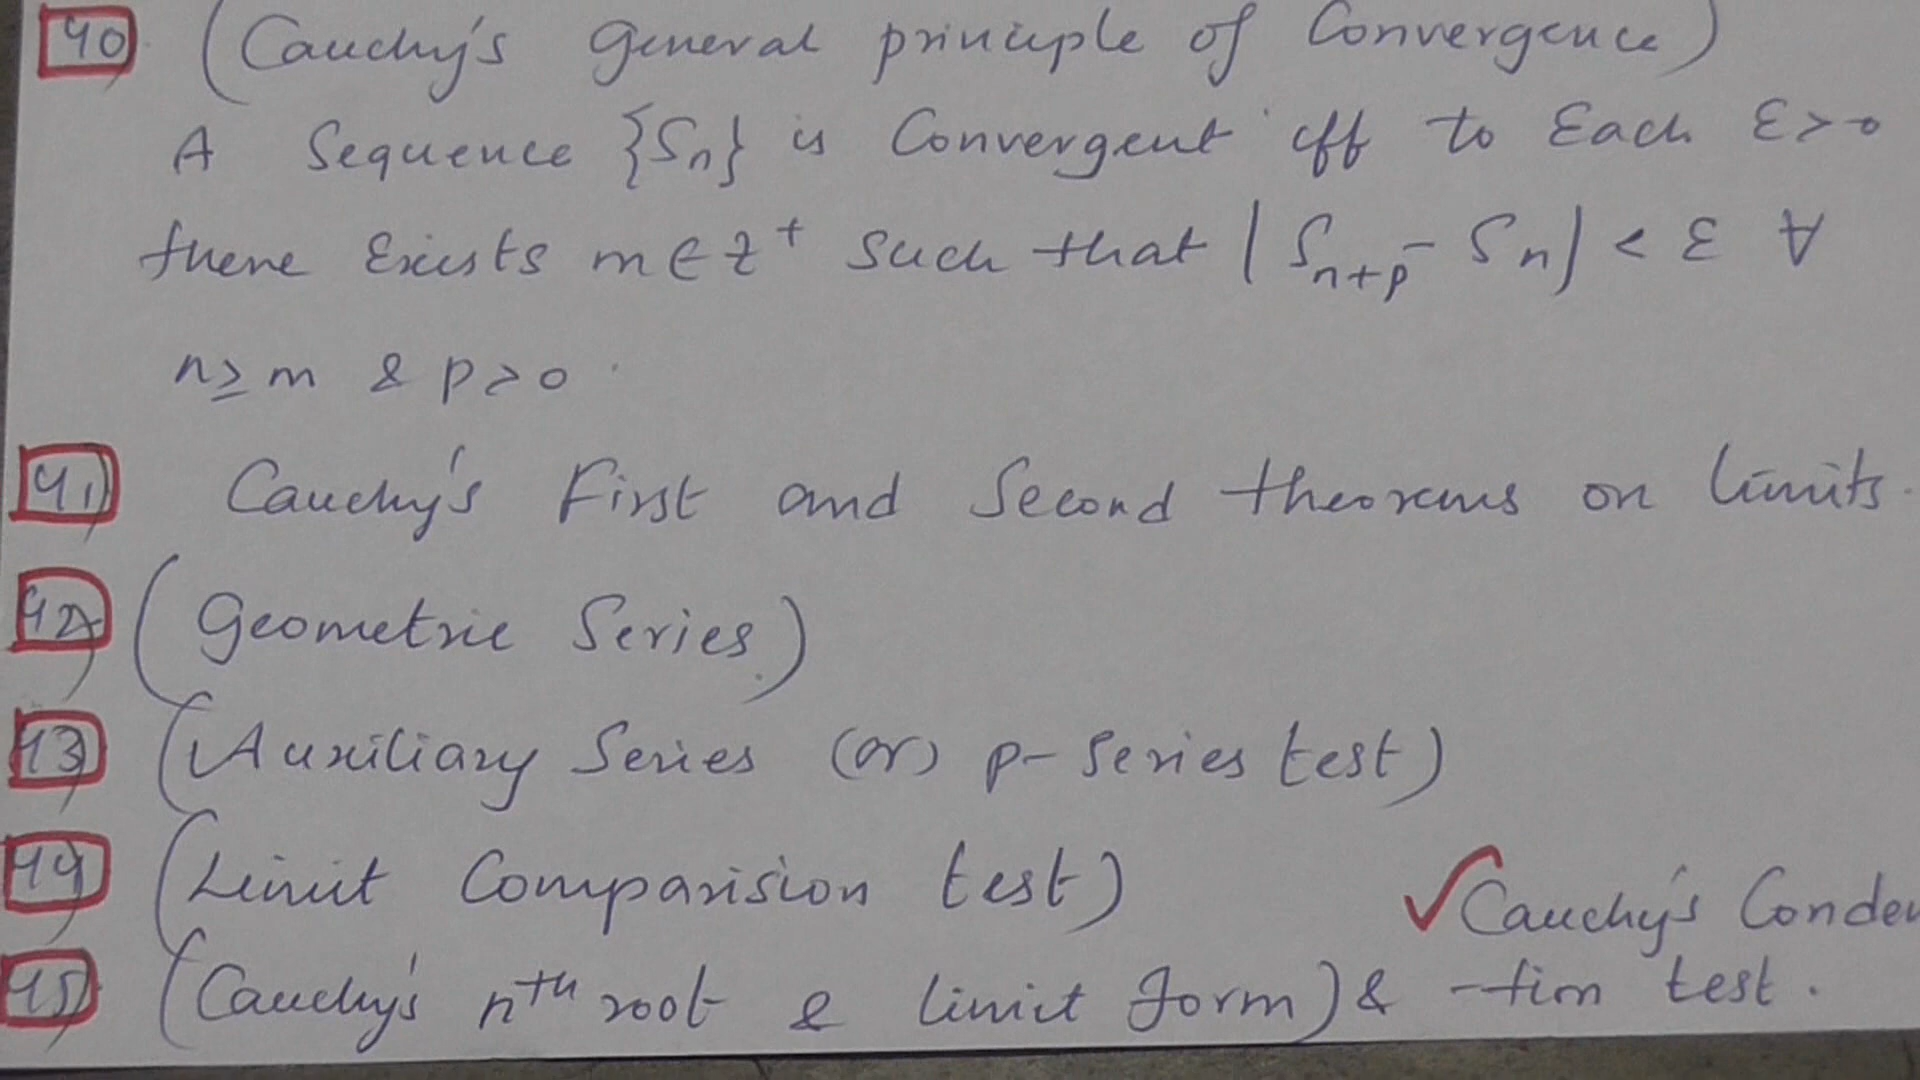 40) (Cauchy's general principle of Convergence)
A Sequence {Sn} is Convergent iff to Each ε>0
there Exists m∈z⁺ such that |Sn+p - Sn| < ε ∀
n≥m & p>0.
41) Cauchy's First and Second theorems on limits.
42) (Geometric Series)
43) (Auxiliary Series (or) p-series test)
44) (Limit Comparision test)
✓Cauchy's Conden
45) (Cauchy's nth root & limit form) & -tion test.